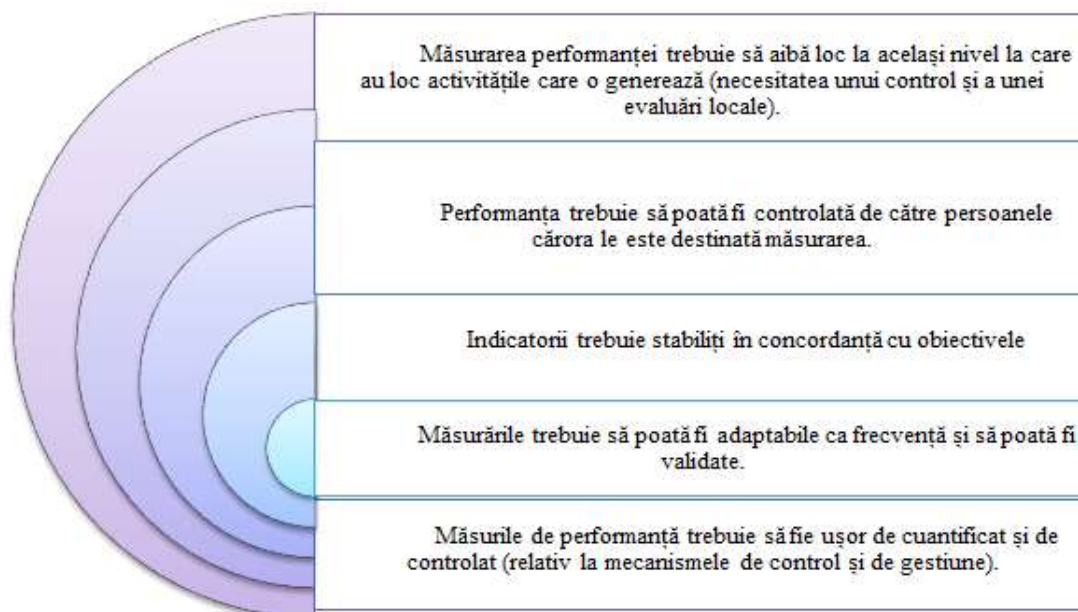 Măsurarea performanței trebuie să aibă loc la același nivel la care
au loc activitățile care o generează (necesitatea unui control și a unei
evaluări locale).
Performanța trebuie să poată fi controlată de către persoanele
cărora le este destinată măsurarea.
Indicatorii trebuie stabiliți în concordanță cu obiectivele
Măsurările trebuie să poată fi adaptabile ca frecvență și să poată fi
validate.
Măsurile de performanță trebuie să fie ușor de cuantificat și de
controlat (relativ la mecanismele de control și de gestiune).